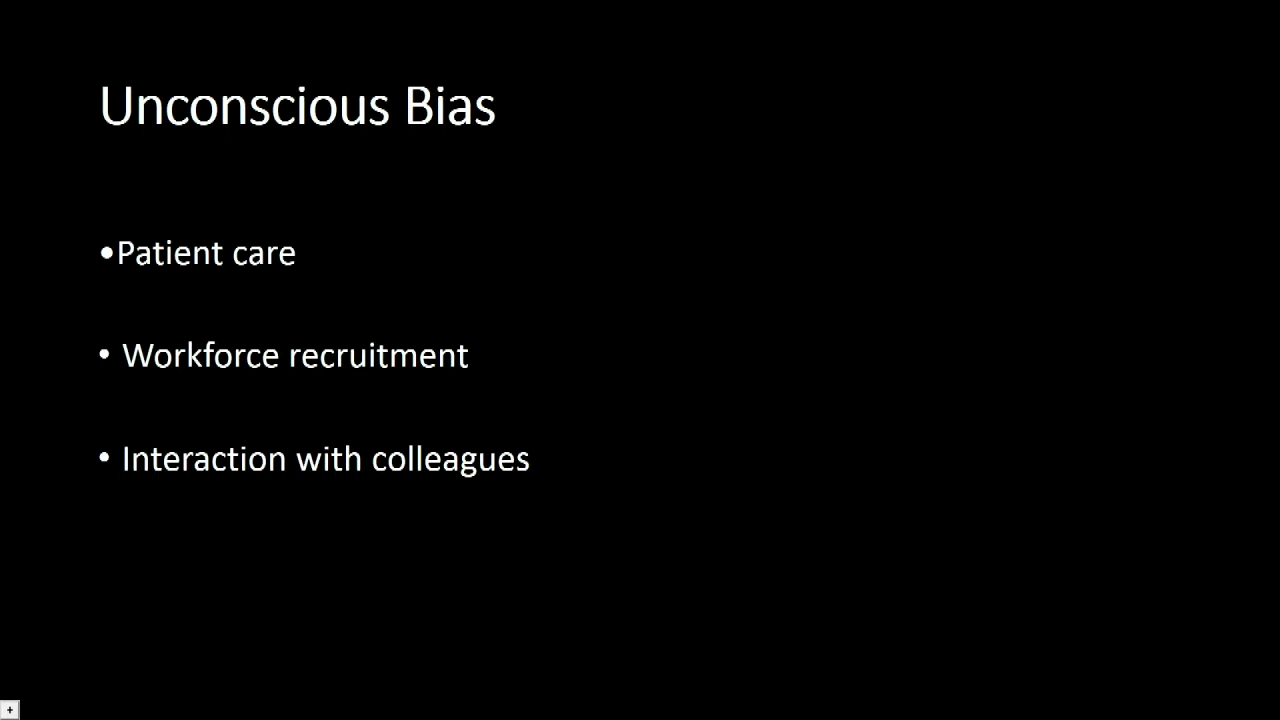 Unconscious Bias
•Patient care
• Workforce recruitment
• Interaction with colleagues
+